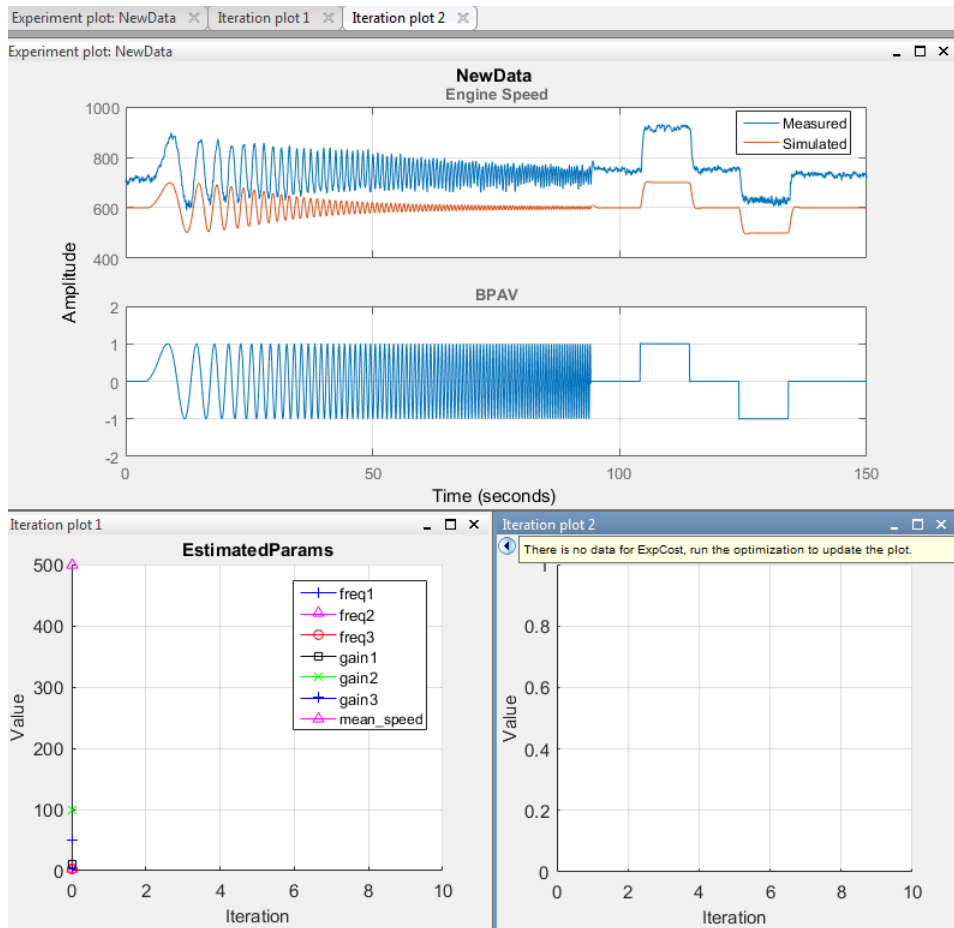 Experiment plot: NewData
Iteration plot 1
Iteration plot 2
Experiment plot: NewData
NewData
Engine Speed
1000
800
600
400
Measured
Simulated
Amplitude
BPAV
2
1
0
-1
-2
0
50
100
150
Time (seconds)
Iteration plot 1
EstimatedParams
500
400
300
200
100
0
freq1
freq2
freq3
gain1
gain2
gain3
mean_speed
Value
0
2
4
6
8
10
Iteration
Iteration plot 2
There is no data for ExpCost, run the optimization to update the plot.
1
0.8
0.6
0.4
0.2
0
Value
0
2
4
6
8
10
Iteration